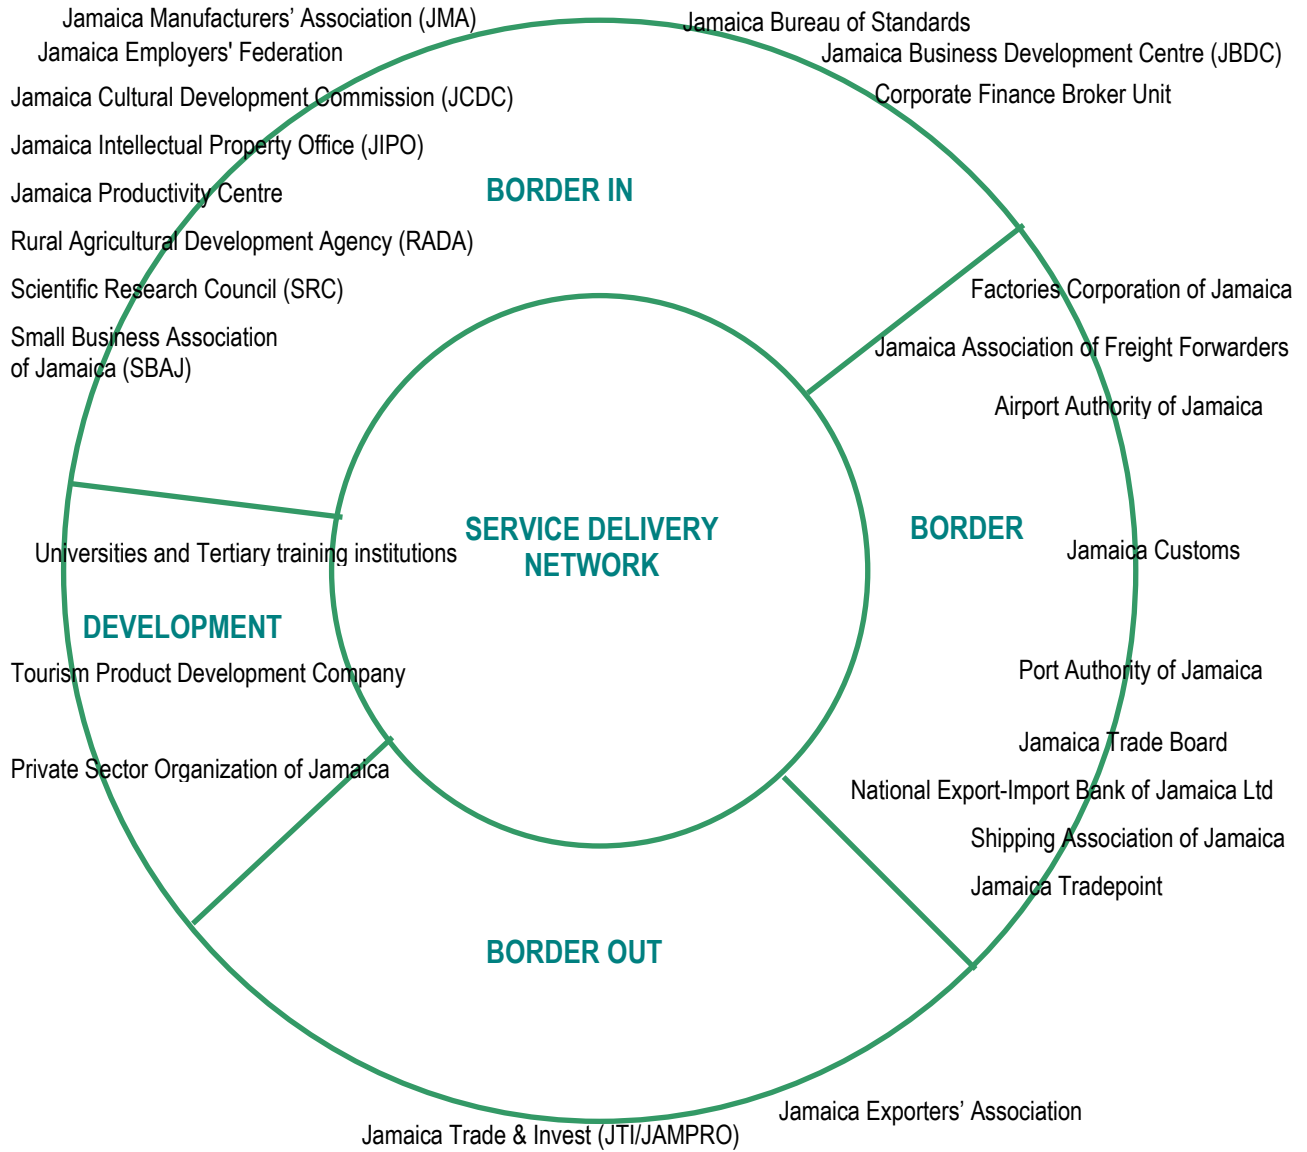 Jamaica Manufacturers’ Association (JMA)
Jamaica Bureau of Standards
Jamaica Employers' Federation
Jamaica Business Development Centre (JBDC)
Jamaica Cultural Development Commission (JCDC)
Corporate Finance Broker Unit
Jamaica Intellectual Property Office (JIPO)
Jamaica Productivity Centre
BORDER IN
Rural Agricultural Development Agency (RADA)
Scientific Research Council (SRC)
Small Business Association
of Jamaica (SBAJ)
Factories Corporation of Jamaica
Jamaica Association of Freight Forwarders
Airport Authority of Jamaica
SERVICE DELIVERY
NETWORK
BORDER
Jamaica Customs
Universities and Tertiary training institutions
DEVELOPMENT
Tourism Product Development Company
Private Sector Organization of Jamaica
Port Authority of Jamaica
Jamaica Trade Board
National Export-Import Bank of Jamaica Ltd
Shipping Association of Jamaica
Jamaica Tradepoint
BORDER OUT
Jamaica Exporters’ Association
Jamaica Trade & Invest (JTI/JAMPRO)